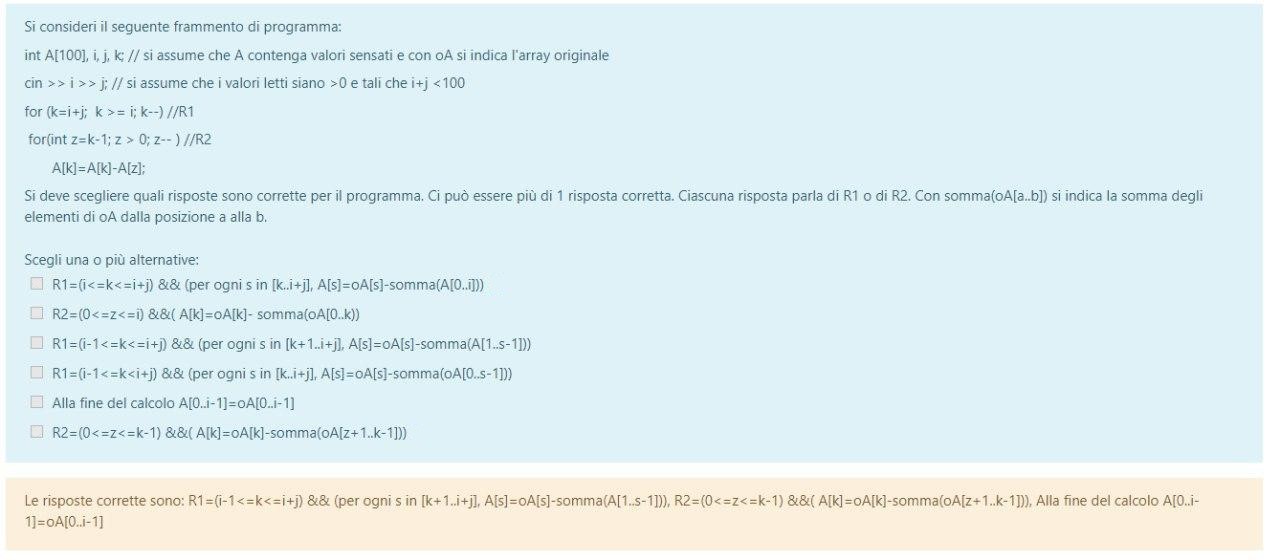 Si consideri il seguente frammento di programma:
int A[100], i, j, k; // si assume che A contenga valori sensati e con oA si indica l'array originale
cin >> i >> j; // si assume che i valori letti siano >0 e tali che i+j <100
for (k=i+j; k >= i; k--) //R1
for(int z=k-1; z > 0; z-- ) //R2
A[k]=A[k]-A[z];
Si deve scegliere quali risposte sono corrette per il programma. Ci può essere più di 1 risposta corretta. Ciascuna risposta parla di R1 o di R2. Con somma(oA[a..b]) si indica la somma degli
elementi di oA dalla posizione a alla b.
Scegli una o più alternative:
R1=(i<=k<=i+j) && (per ogni s in [k..i+j], A[s]=oA[s]-somma(A[0..i]))
R2=(0<=z<=i) &&( A[k]=oA[k]- somma(oA[0..k))
R1=(i-1<=k<=i+j) && (per ogni s in [k+1..i+j], A[s]=oA[s]-somma(A[1..s-1]))
R1=(i-1<=k<i+j) && (per ogni s in [k..i+j], A[s]=oA[s]-somma(oA[0..s-1]))
Alla fine del calcolo A[0..i-1]=oA[0..i-1]
R2=(0<=z<=k-1) &&( A[k]=oA[k]-somma(oA[z+1..k-1]))
Le risposte corrette sono: R1=(i-1<=k<=i+j) && (per ogni s in [k+1..i+j], A[s]=oA[s]-somma(A[1..s-1])), R2=(0<=z<=k-1) &&( A[k]=oA[k]-somma(oA[z+1..k-1])), Alla fine del calcolo A[0..i-
1]=oA[0..i-1]